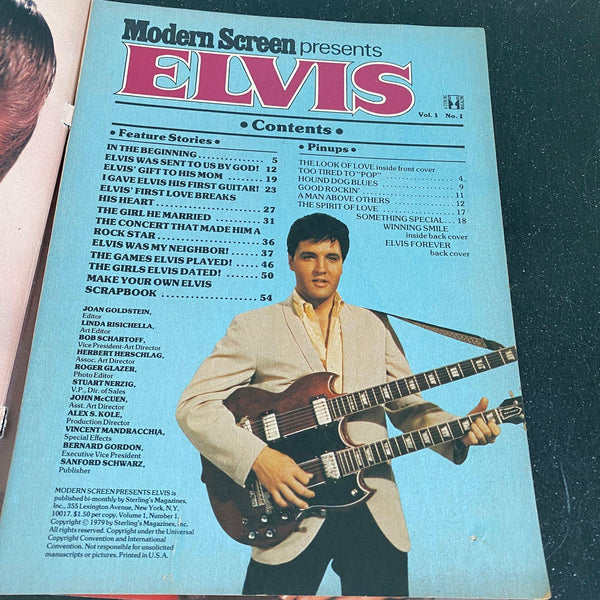 Modern Screen presents
ELVIS
Vol. 1 No. 1
• Contents •
• Feature Stories •
IN THE BEGINNING .......... 5
ELVIS WAS SENT TO US BY GOD! 12
ELVIS' GIFT TO HIS MOM ....... 19
I GAVE ELVIS HIS FIRST GUITAR! 23
ELVIS' FIRST LOVE BREAKS
HIS HEART .......... 27
THE GIRL HE MARRIED ........ 31
THE CONCERT THAT MADE HIM A
ROCK STAR .......... 36
ELVIS WAS MY NEIGHBOR! ..... 37
THE GAMES ELVIS PLAYED! .... 46
THE GIRLS ELVIS DATED! ....... 50
MAKE YOUR OWN ELVIS
SCRAPBOOK .......... 54
• Pinups •
THE LOOK OF LOVE inside front cover
TOO TIRED TO "POP" .......... 4
HOUND DOG BLUES .......... 9
GOOD ROCKIN' .......... 11
A MAN ABOVE OTHERS .......... 12
THE SPIRIT OF LOVE .......... 17
SOMETHING SPECIAL ... 18
WINNING SMILE
inside back cover
ELVIS FOREVER
back cover
JOAN GOLDSTEIN,
Editor
LINDA RISICHELLA,
Art Editor
BOB SCHARTOFF,
Vice President-Art Director
HERBERT HERSCHLAG,
Assoc. Art Director
ROGER GLAZER,
Photo Editor
STUART NERZIG,
V.P., Dir. of Sales
JOHN McCUEN,
Asst. Art Director
ALEX S. KOLE,
Production Director
VINCENT MANDRACCHIA,
Special Effects
BERNARD GORDON,
Executive Vice President
SANFORD SCHWARZ,
Publisher
MODERN SCREEN PRESENTS ELVIS is
published bi-monthly by Sterling's Magazines,
Inc., 355 Lexington Avenue, New York, N.Y.
10017. $1.50 per copy. Volume 1, Number 1.
Copyright © 1979 by Sterling's Magazines, Inc.
All rights reserved. Copyright under the Universal
Copyright Convention and International
Convention. Not responsible for unsolicited
manuscripts or pictures. Printed in U.S.A.